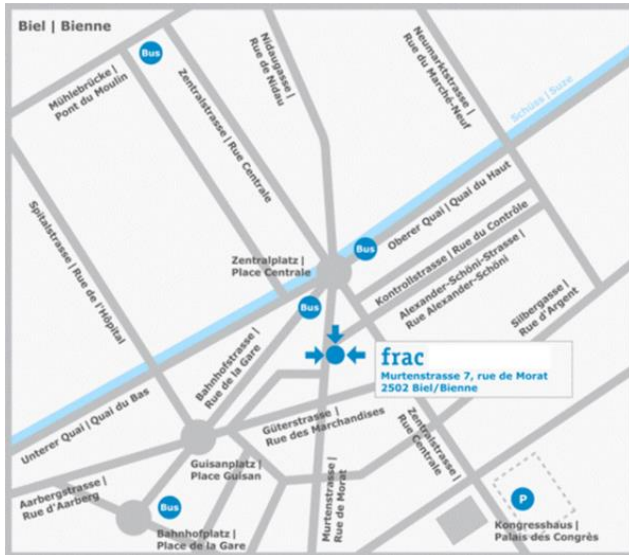 Biel | Bienne
Bus
Mühlebrücke |
Pont du Moulin
Zentralstrasse | Rue Centrale
Nidaugasse |
Rue de Nidau
Neumarktstrasse |
Rue du Marché-Neuf
Schüss | Suze
Spitalstrasse | Rue de l'Hôpital
Zentralplatz |
Place Centrale
Bus
Oberer Quai | Quai du Haut
Kontrollstrasse | Rue du Contrôle
Alexander-Schöni-Strasse |
Rue Alexander-Schöni
Silbergasse |
Rue d'Argent
Bus
Bahnhofstrasse |
Rue de la Gare
frac
Murtenstrasse 7, rue de Morat
2502 Biel/Bienne
Unterer Quai | Quai du Bas
Güterstrasse |
Rue des Marchandises
Zentralstrasse |
Rue Centrale
Guisanplatz |
Place Guisan
Murtenstrasse |
Rue de Morat
Aarbergstrasse |
Rue d'Aarberg
Bus
P
Bahnhofplatz |
Place de la Gare
Kongresshaus |
Palais des Congrès